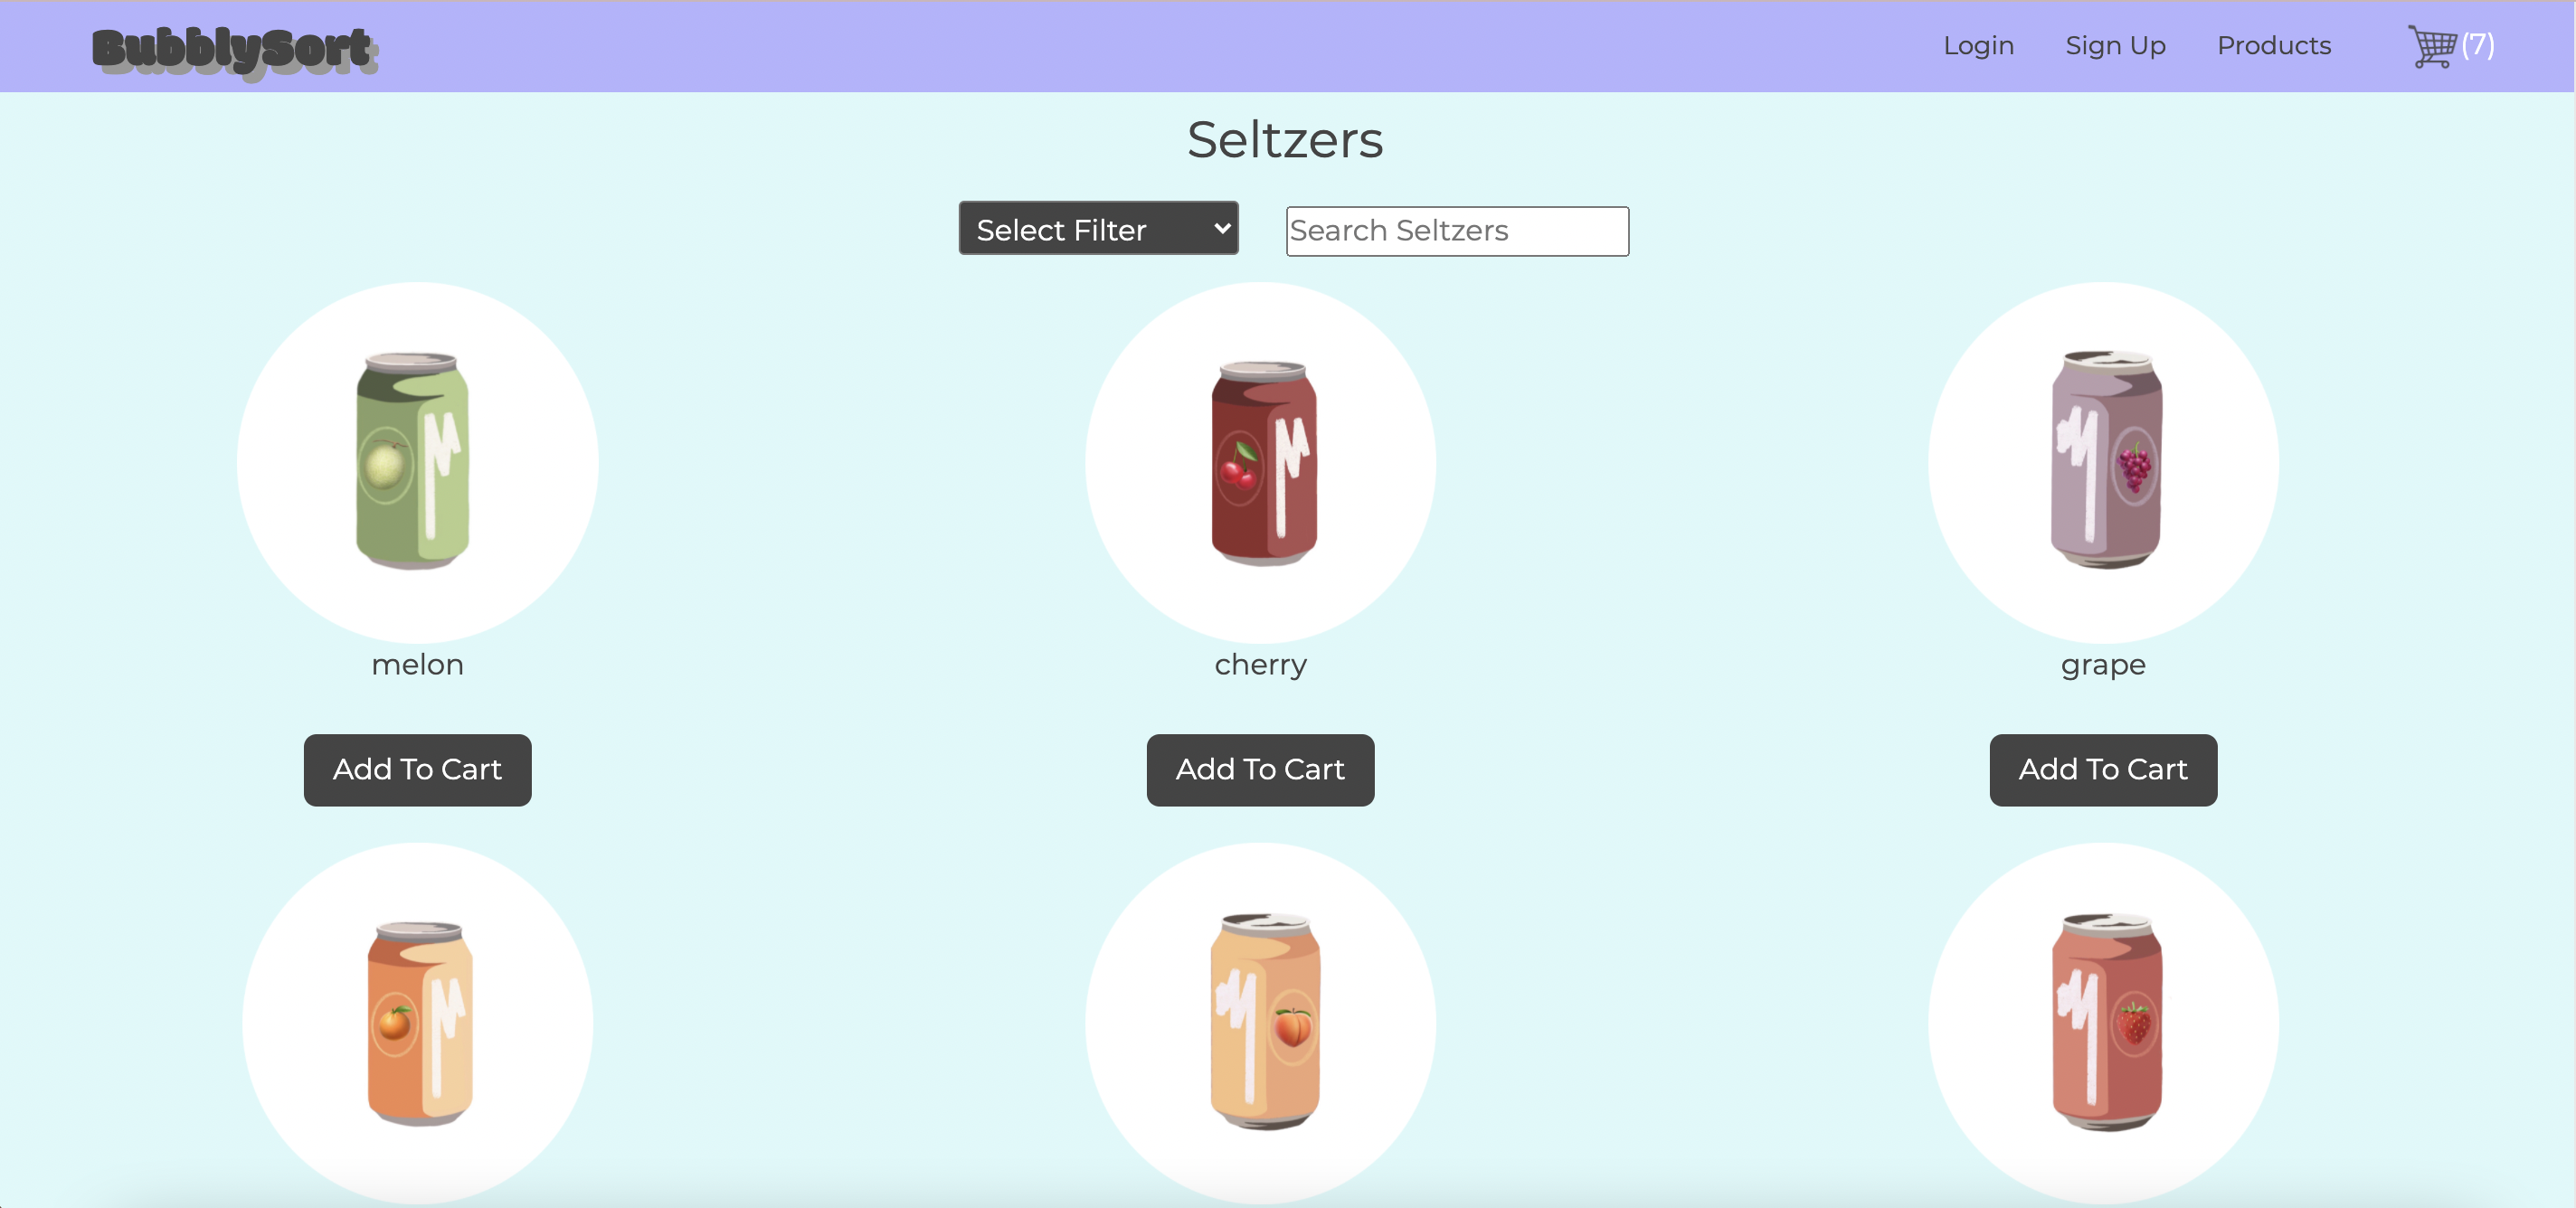 BubblySort
Login Sign Up Products (7)
Seltzers
Select Filter Search Seltzers
melon cherry grape
Add To Cart Add To Cart Add To Cart